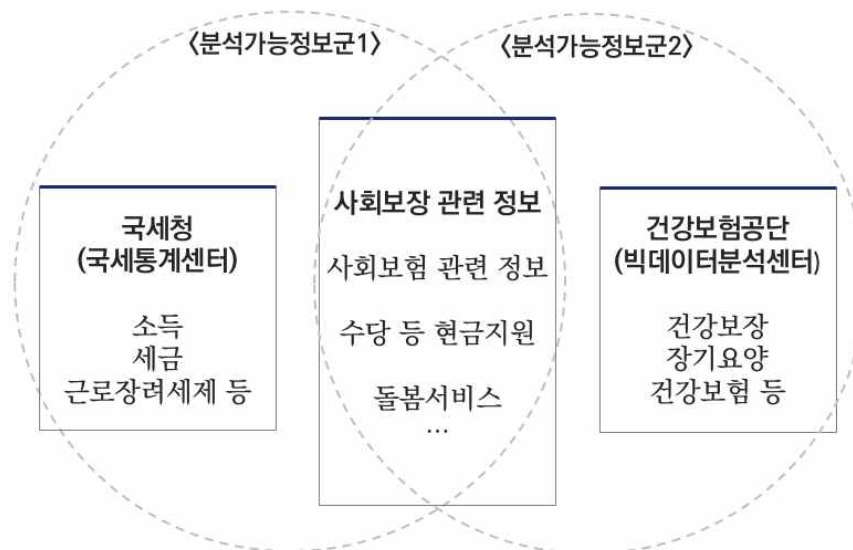 〈분석가능정보군1〉
〈분석가능정보군2〉
국세청
(국세통계센터)
소득
세금
근로장려세제 등
사회보장 관련 정보
사회보험 관련 정보
수당 등 현금지원
돌봄서비스
…
건강보험공단
(빅데이터분석센터)
건강보장
장기요양
건강보험 등